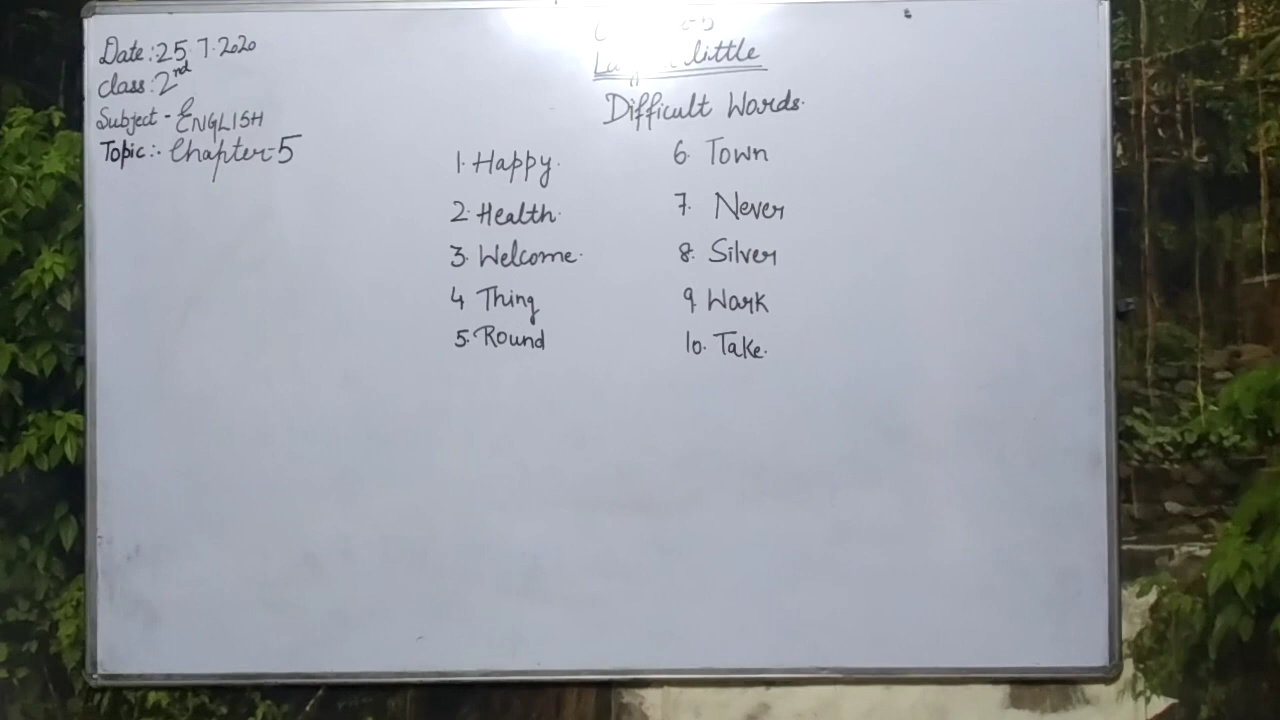 Date: 25.7.2020
Class: 2nd
Subject - ENGLISH
Topic:- Chapter-5
little
Difficult Words.
1. Happy.
2. Health.
3. Welcome.
4 Thing
5. Round
6. Town
7. Never
8. Silver
9. Work
10. Take.